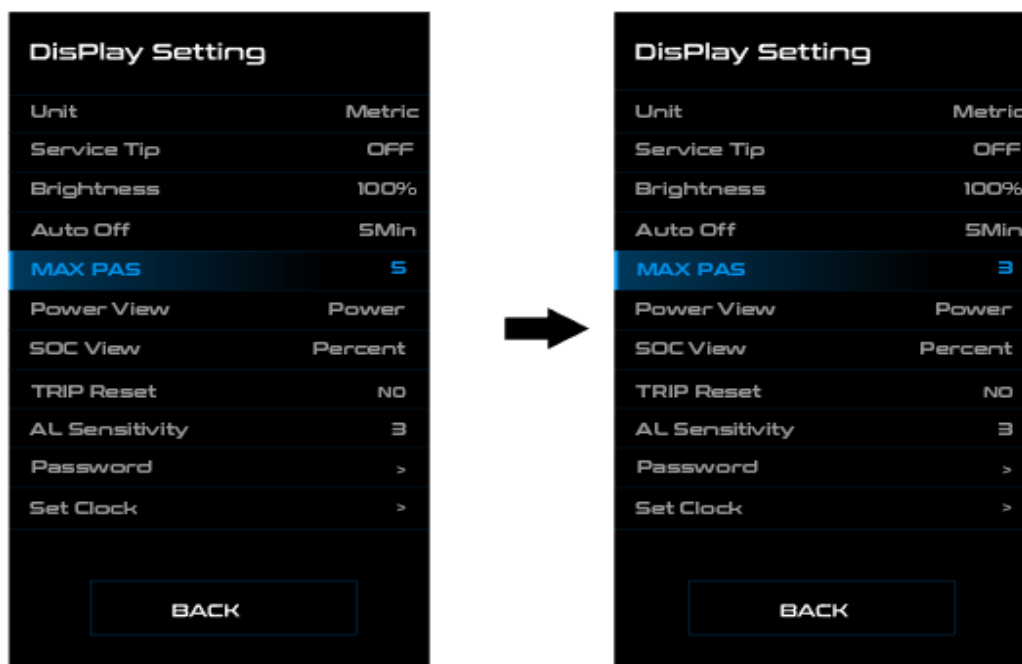 DisPlay Setting
Unit Metric
Service Tip OFF
Brightness 100%
Auto Off 5Min
MAX PAS 5
Power View Power
SOC View Percent
TRIP Reset NO
AL Sensitivity 3
Password >
Set Clock >
BACK
DisPlay Setting
Unit Metric
Service Tip OFF
Brightness 100%
Auto Off 5Min
MAX PAS 3
Power View Power
SOC View Percent
TRIP Reset NO
AL Sensitivity 3
Password >
Set Clock >
BACK